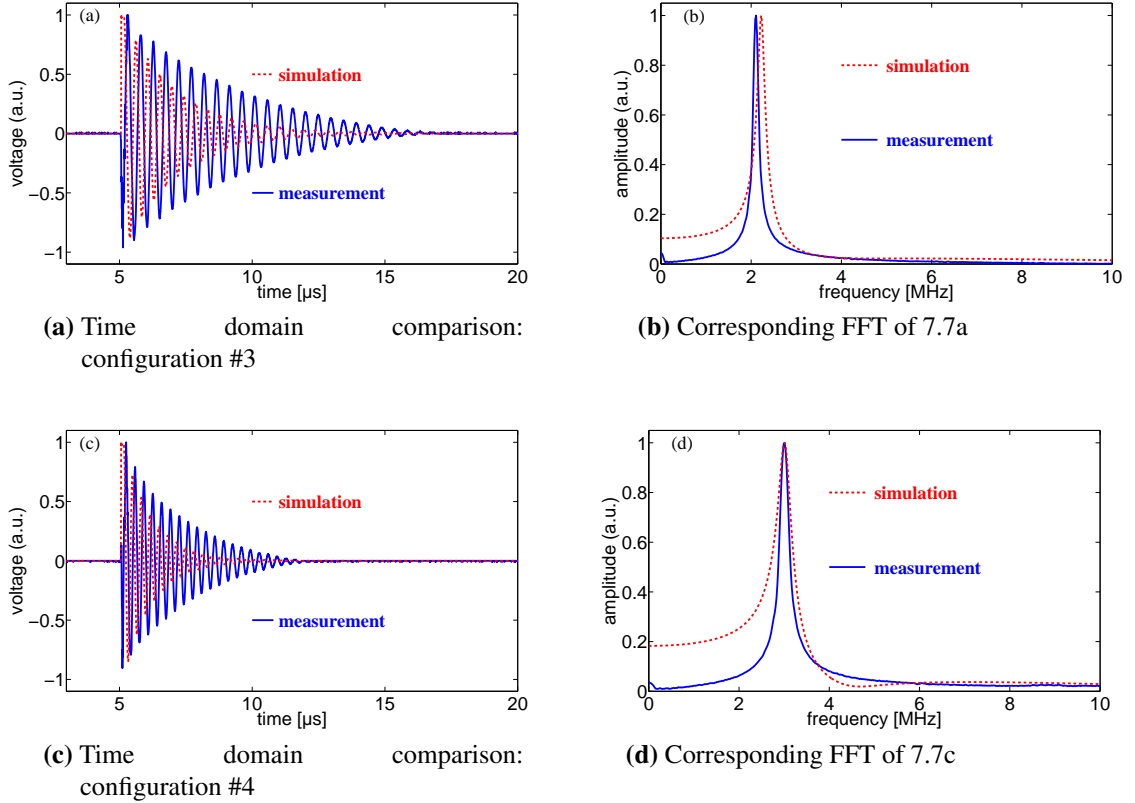 (a)
1
0.5
0
−0.5
−1
voltage (a.u.)
simulation
measurement
5 10 15 20
time [µs]
(a) Time domain comparison:
configuration #3
(b)
1
0.8
0.6
0.4
0.2
0
amplitude (a.u.)
simulation
measurement
0 2 4 6 8 10
frequency [MHz]
(b) Corresponding FFT of 7.7a
(c)
1
0.5
0
−0.5
−1
voltage (a.u.)
simulation
measurement
5 10 15 20
time [µs]
(c) Time domain comparison:
configuration #4
(d)
1
0.8
0.6
0.4
0.2
0
amplitude (a.u.)
simulation
measurement
0 2 4 6 8 10
frequency [MHz]
(d) Corresponding FFT of 7.7c